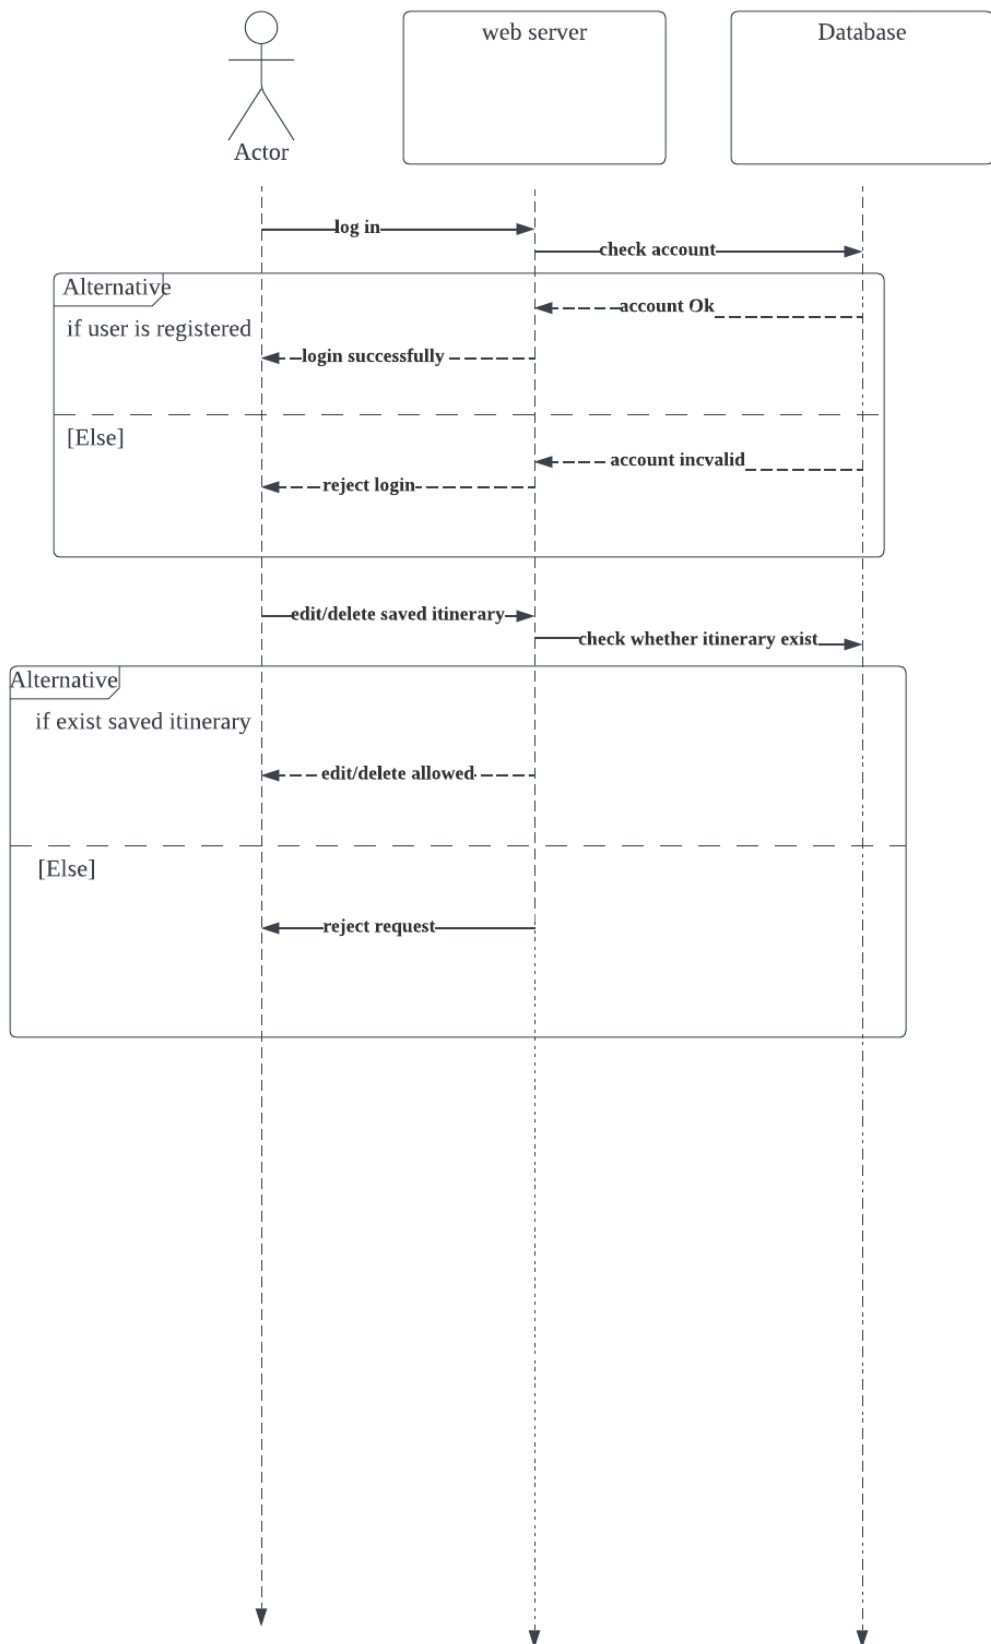 web server
Database
Actor
log in
check account
Alternative
account Ok
if user is registered
login successfully
[Else]
account incvalid
reject login
edit/delete saved itinerary
check whether itinerary exist
Alternative
if exist saved itinerary
edit/delete allowed
[Else]
reject request